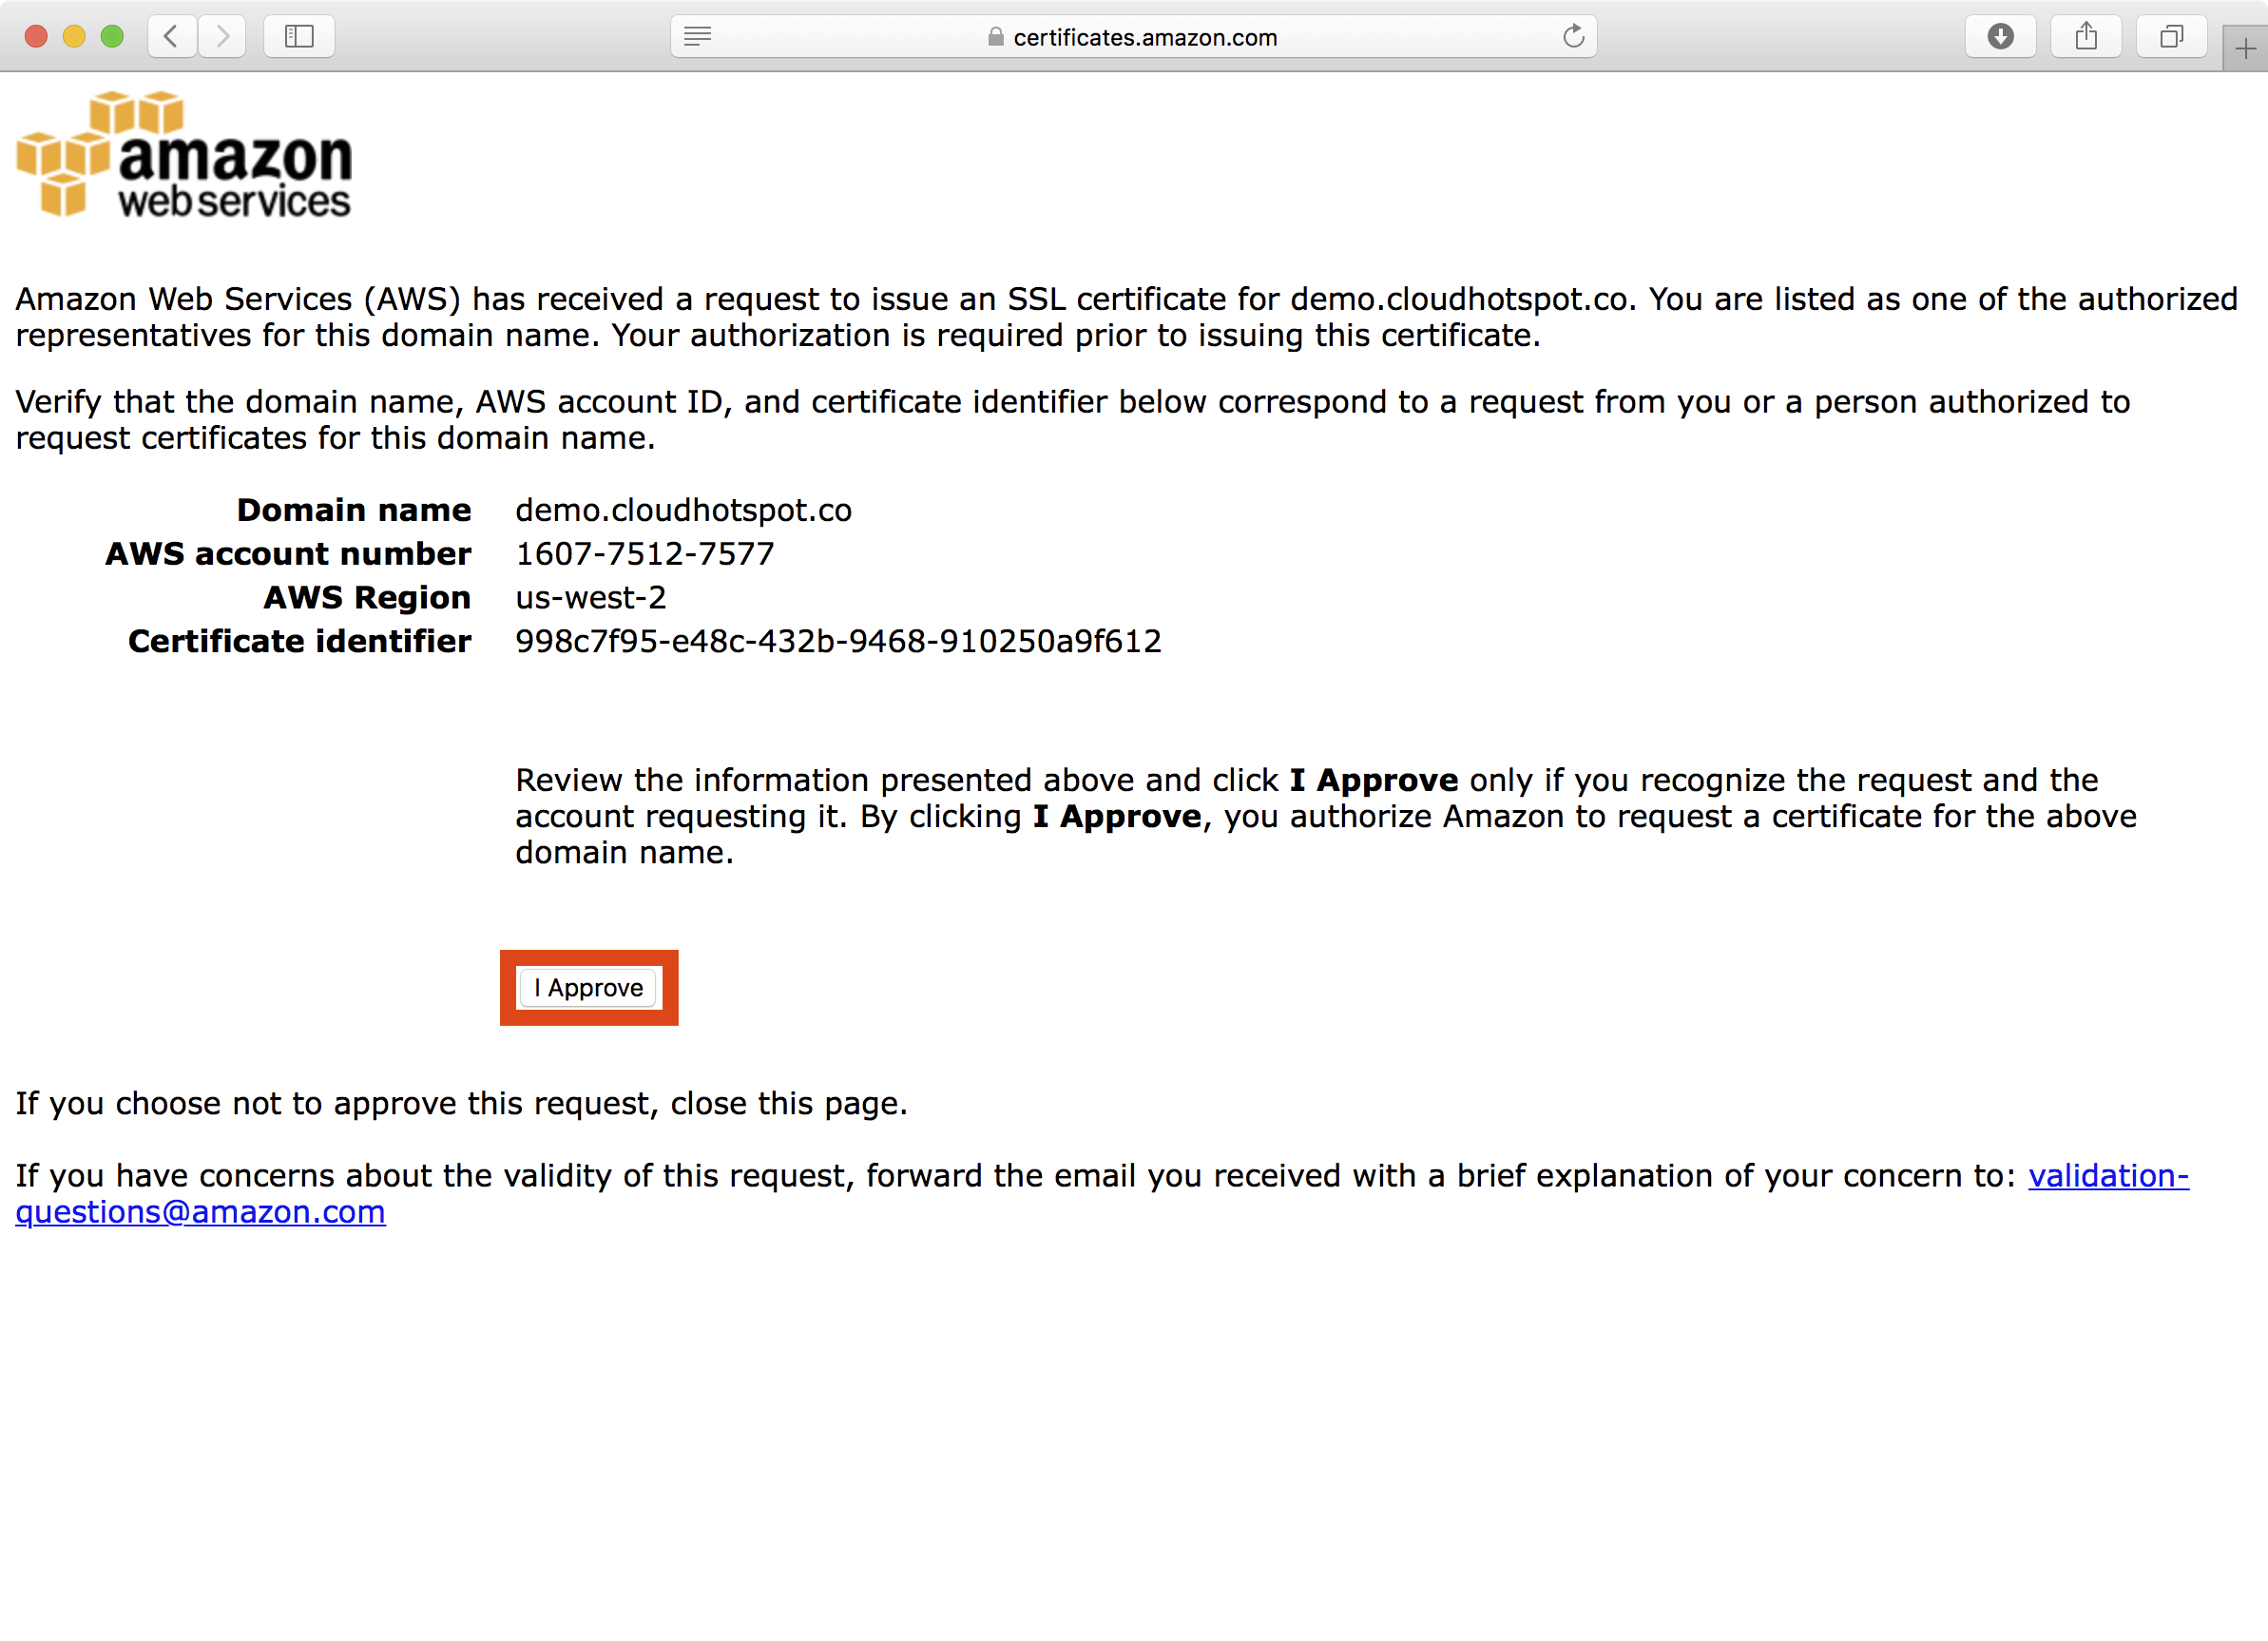 certificates.amazon.com
amazon
web services
Amazon Web Services (AWS) has received a request to issue an SSL certificate for demo.cloudhotspot.co. You are listed as one of the authorized
representatives for this domain name. Your authorization is required prior to issuing this certificate.
Verify that the domain name, AWS account ID, and certificate identifier below correspond to a request from you or a person authorized to
request certificates for this domain name.
Domain name demo.cloudhotspot.co
AWS account number 1607-7512-7577
AWS Region us-west-2
Certificate identifier 998c7f95-e48c-432b-9468-910250a9f612
Review the information presented above and click I Approve only if you recognize the request and the
account requesting it. By clicking I Approve, you authorize Amazon to request a certificate for the above
domain name.
I Approve
If you choose not to approve this request, close this page.
If you have concerns about the validity of this request, forward the email you received with a brief explanation of your concern to: validation-
questions@amazon.com